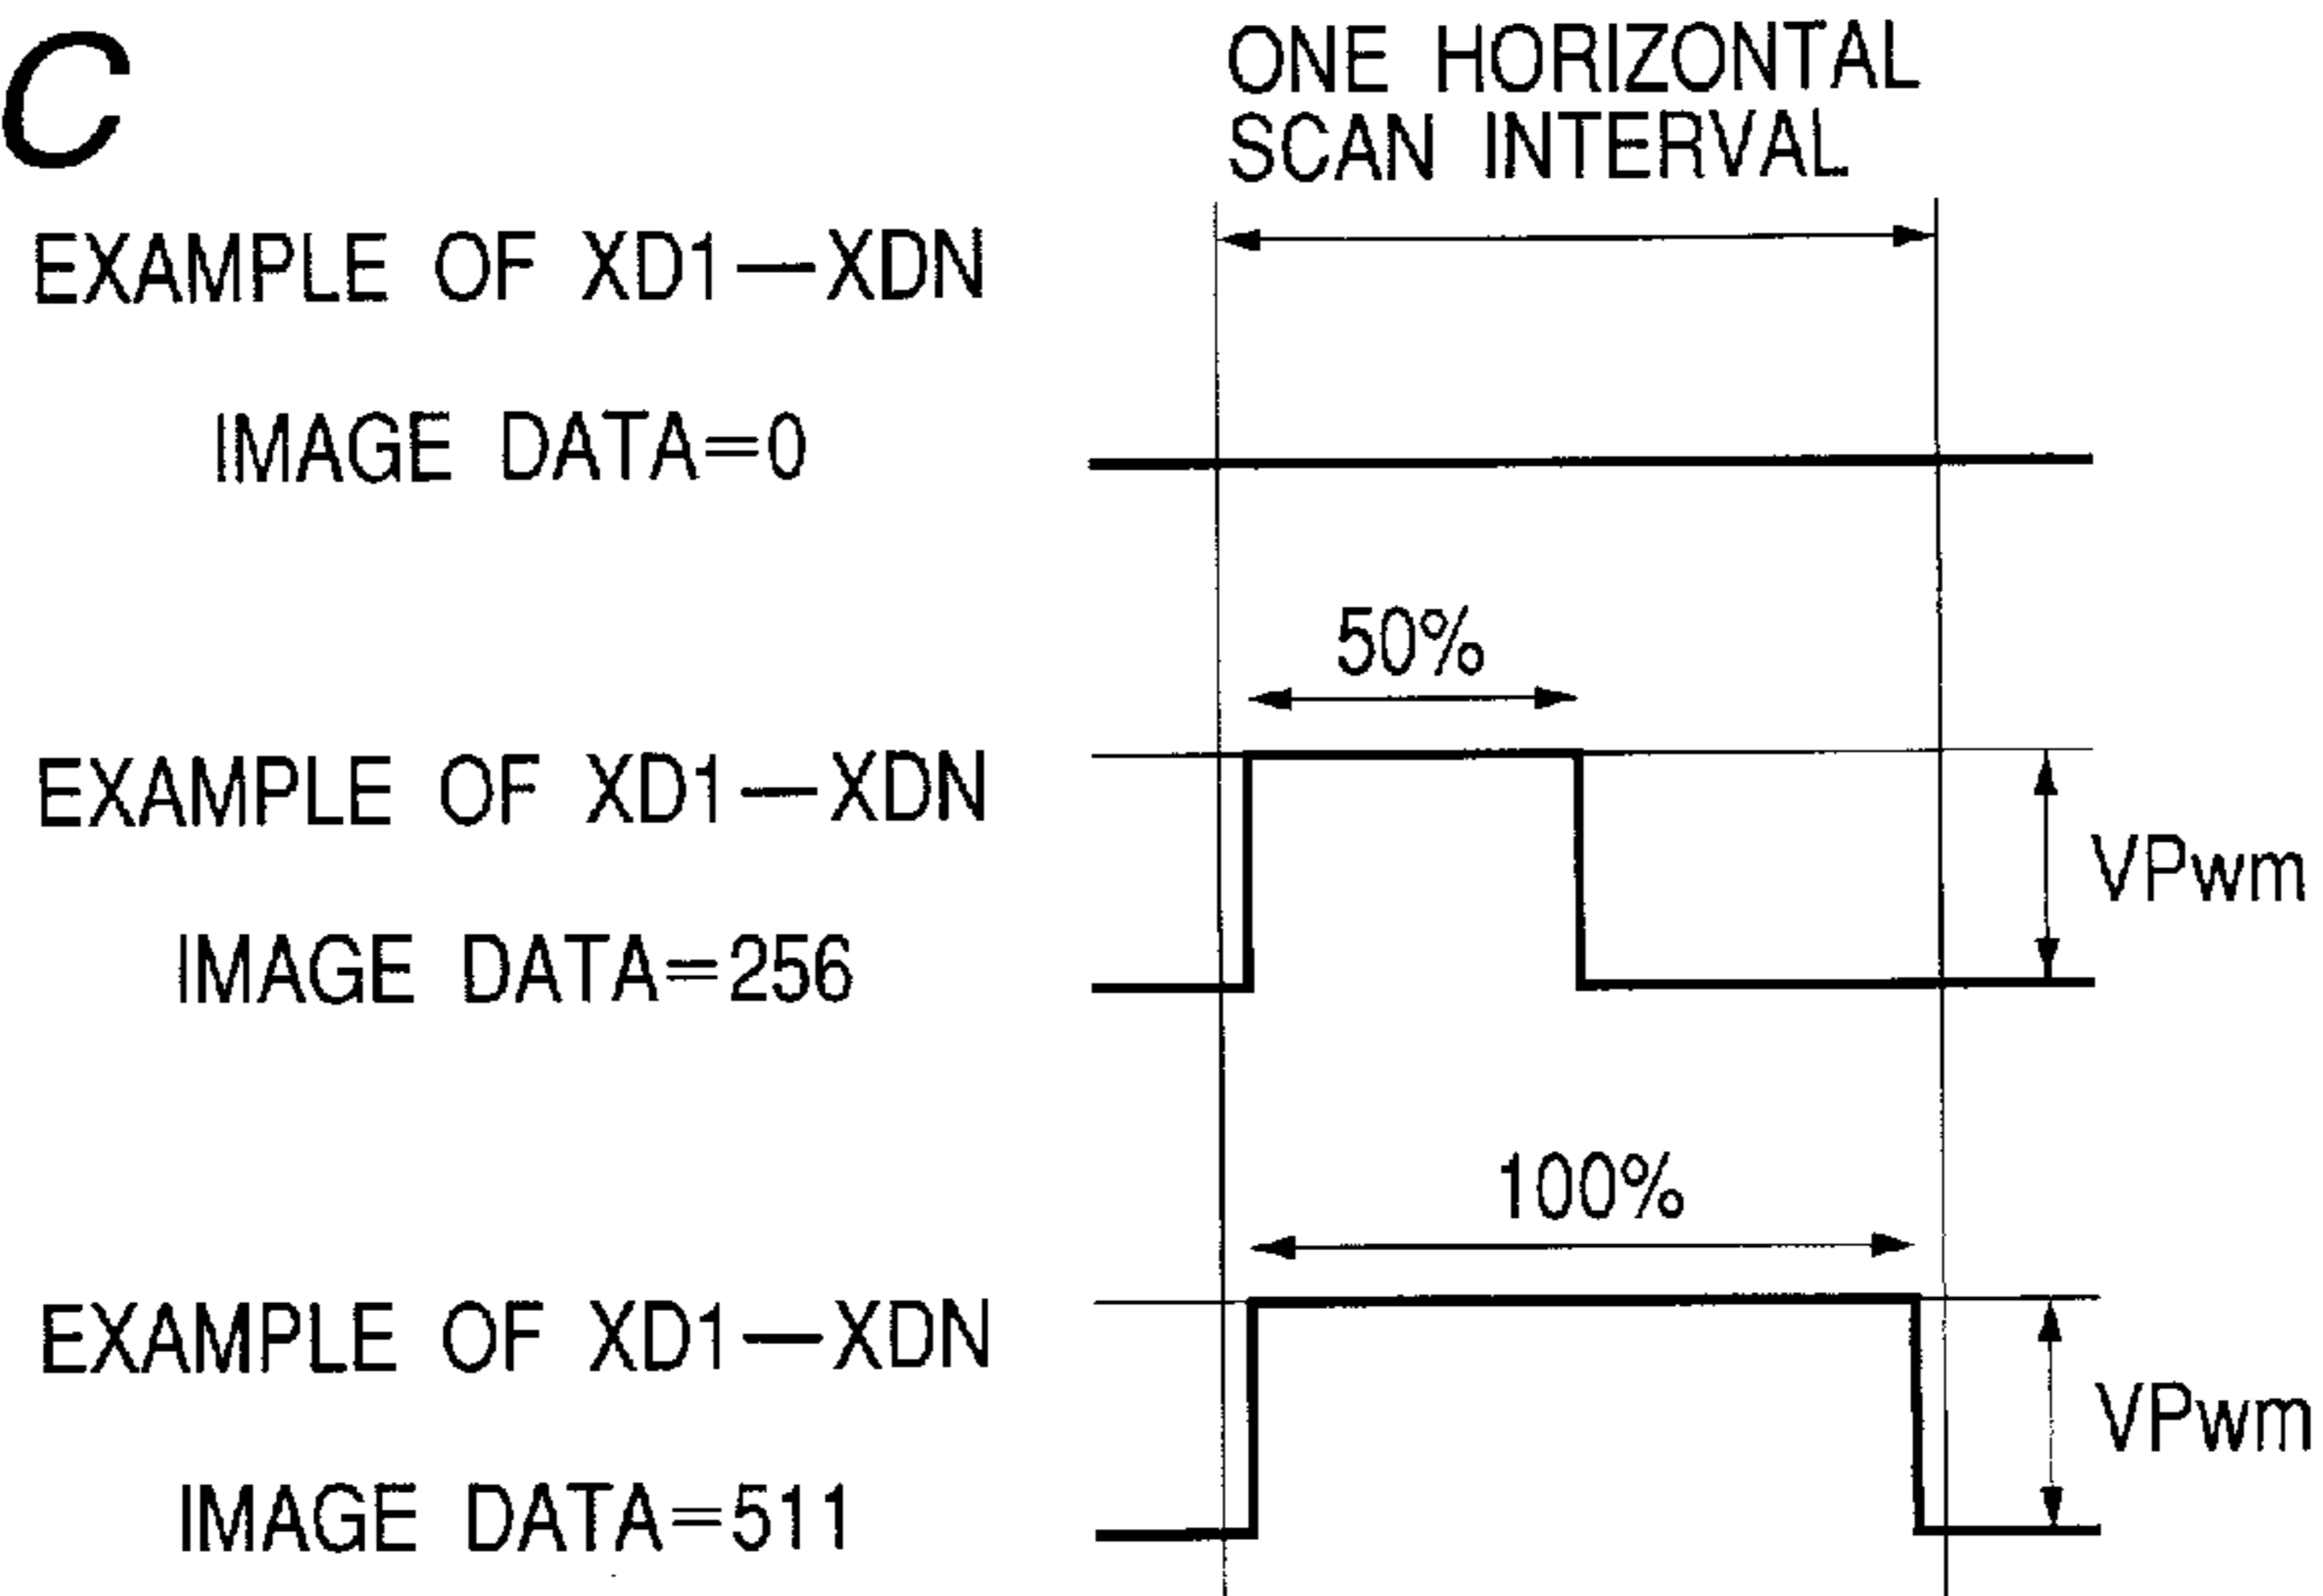 C
ONE HORIZONTAL
SCAN INTERVAL
EXAMPLE OF XD1—XDN
IMAGE DATA=0
50%
EXAMPLE OF XD1—XDN
VPwm
IMAGE DATA=256
100%
EXAMPLE OF XD1—XDN
VPwm
IMAGE DATA=511